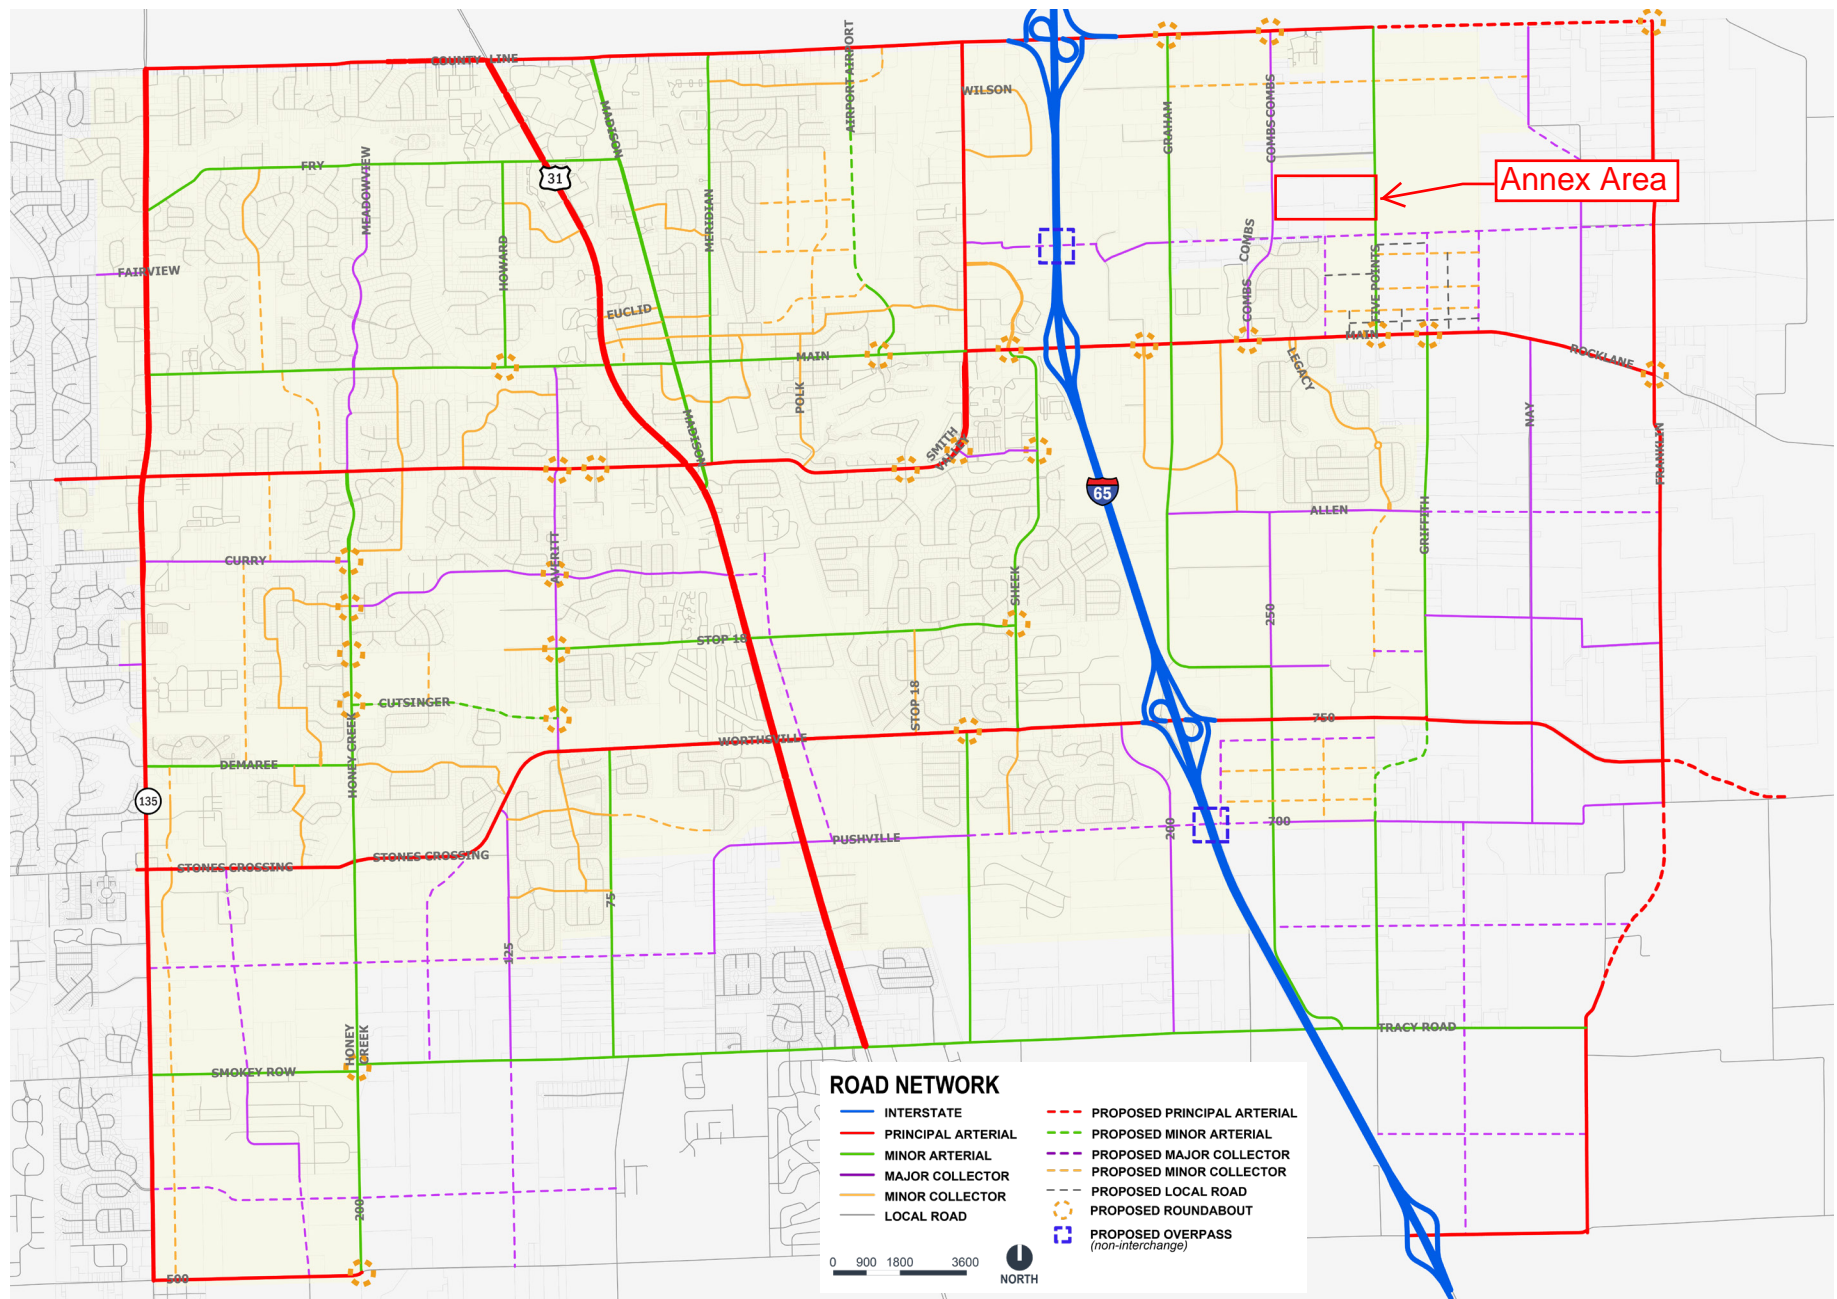 COUNTY LINE
AIRPORT AIRPORT
WILSON
MADISON
GRAHAM
COMBS COMBS
FRY
MEADOWVIEW
31
MERIDIAN
Annex Area
HOWARD
COMBS
FAIRVIEW
FIVE POINTS
COMBS
EUCLID
MAIN
MAIN
ROCKLANE
LEGACY
POLK
MADISON
SMITH
VALLEY
NAY
FRANKLIN
65
ALLEN
GRIFFITH
CURRY
AVERITT
SHEEK
250
STOP 18
STOP 18
CUTSINGER
HONEY CREEK
750
WORTHSVILLE
DEMAREE
135
200
700
PUSHVILLE
STONES CROSSING
STONES CROSSING
75
125
HONEY
CREEK
TRACY ROAD
SMOKEY ROW
200
500
ROAD NETWORK
INTERSTATE
PRINCIPAL ARTERIAL
MINOR ARTERIAL
MAJOR COLLECTOR
MINOR COLLECTOR
LOCAL ROAD
PROPOSED PRINCIPAL ARTERIAL
PROPOSED MINOR ARTERIAL
PROPOSED MAJOR COLLECTOR
PROPOSED MINOR COLLECTOR
PROPOSED LOCAL ROAD
PROPOSED ROUNDABOUT
PROPOSED OVERPASS
(non-interchange)
0 900 1800 3600
NORTH